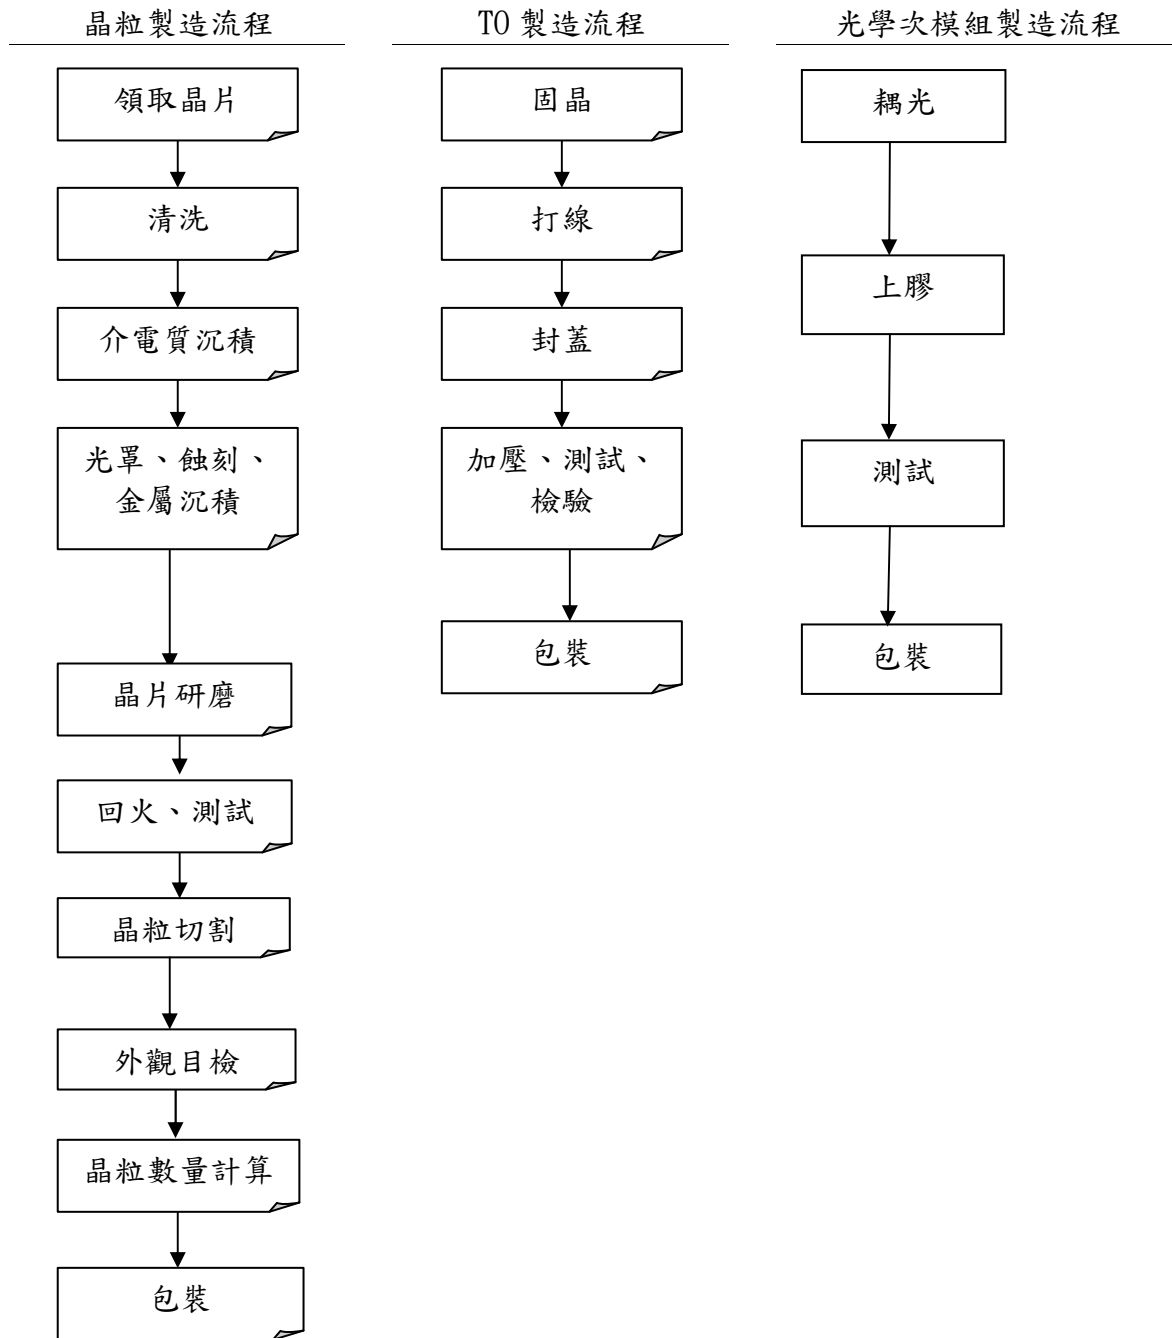 晶粒製造流程
領取晶片
清洗
介電質沉積
光罩、蝕刻、
金屬沉積
晶片研磨
回火、測試
晶粒切割
外觀目檢
晶粒數量計算
包裝
TO 製造流程
固晶
打線
封蓋
加壓、測試、
檢驗
包裝
光學次模組製造流程
耦光
上膠
測試
包裝